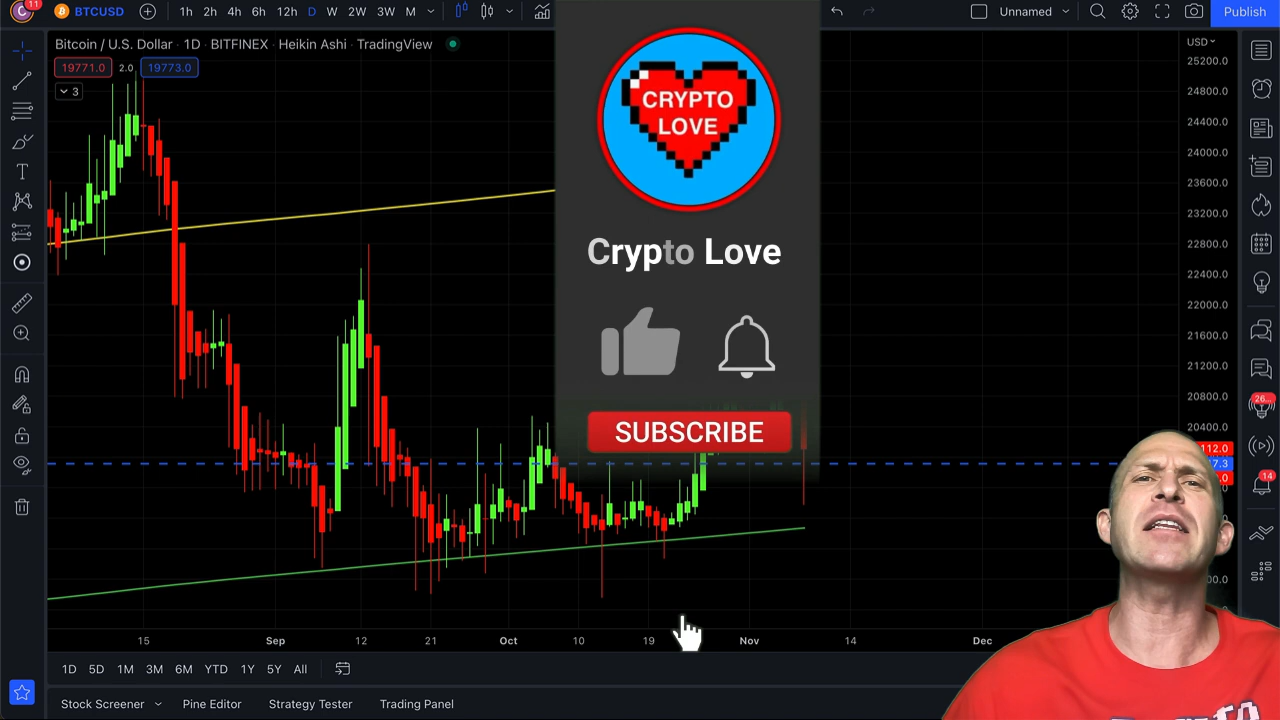 C
11
BTCUSD
1h 2h 4h 6h 12h D W 2W 3W M
Unnamed
Publish
Bitcoin / U.S. Dollar · 1D · BITFINEX · Heikin Ashi · TradingView
19771.0 2.0 19773.0
3
USD
25200.0
24800.0
24400.0
24000.0
23600.0
23200.0
22800.0
22400.0
22000.0
21600.0
21200.0
20800.0
20400.0
CRYPTO
LOVE
Crypto Love
SUBSCRIBE
26...
14
15 Sep 12 21 Oct 10 19 Nov 14 Dec
1D 5D 1M 3M 6M YTD 1Y 5Y All
Stock Screener Pine Editor Strategy Tester Trading Panel